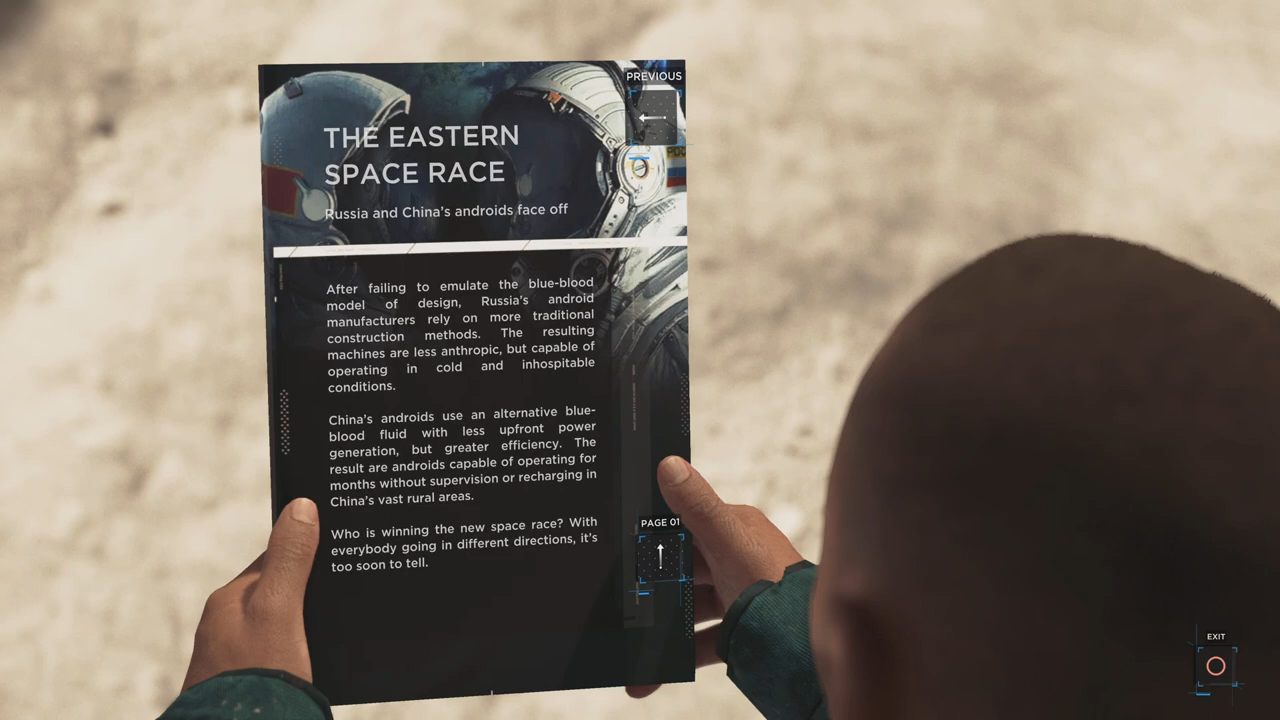 PREVIOUS
THE EASTERN
SPACE RACE
Russia and China's androids face off
After failing to emulate the blue-blood
model of design, Russia's android
manufacturers rely on more traditional
construction methods. The resulting
machines are less anthropic, but capable of
operating in cold and inhospitable
conditions.
China's androids use an alternative blue-
blood fluid with less upfront power
generation, but greater efficiency. The
result are androids capable of operating for
months without supervision or recharging in
China's vast rural areas.
Who is winning the new space race? With
everybody going in different directions, it's
too soon to tell.
PAGE 01
EXIT